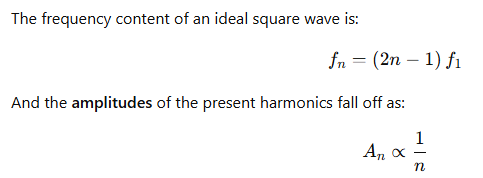 The frequency content of an ideal square wave is:
fₙ = (2n − 1) f₁
And the amplitudes of the present harmonics fall off as:
Aₙ ∝ 1/n